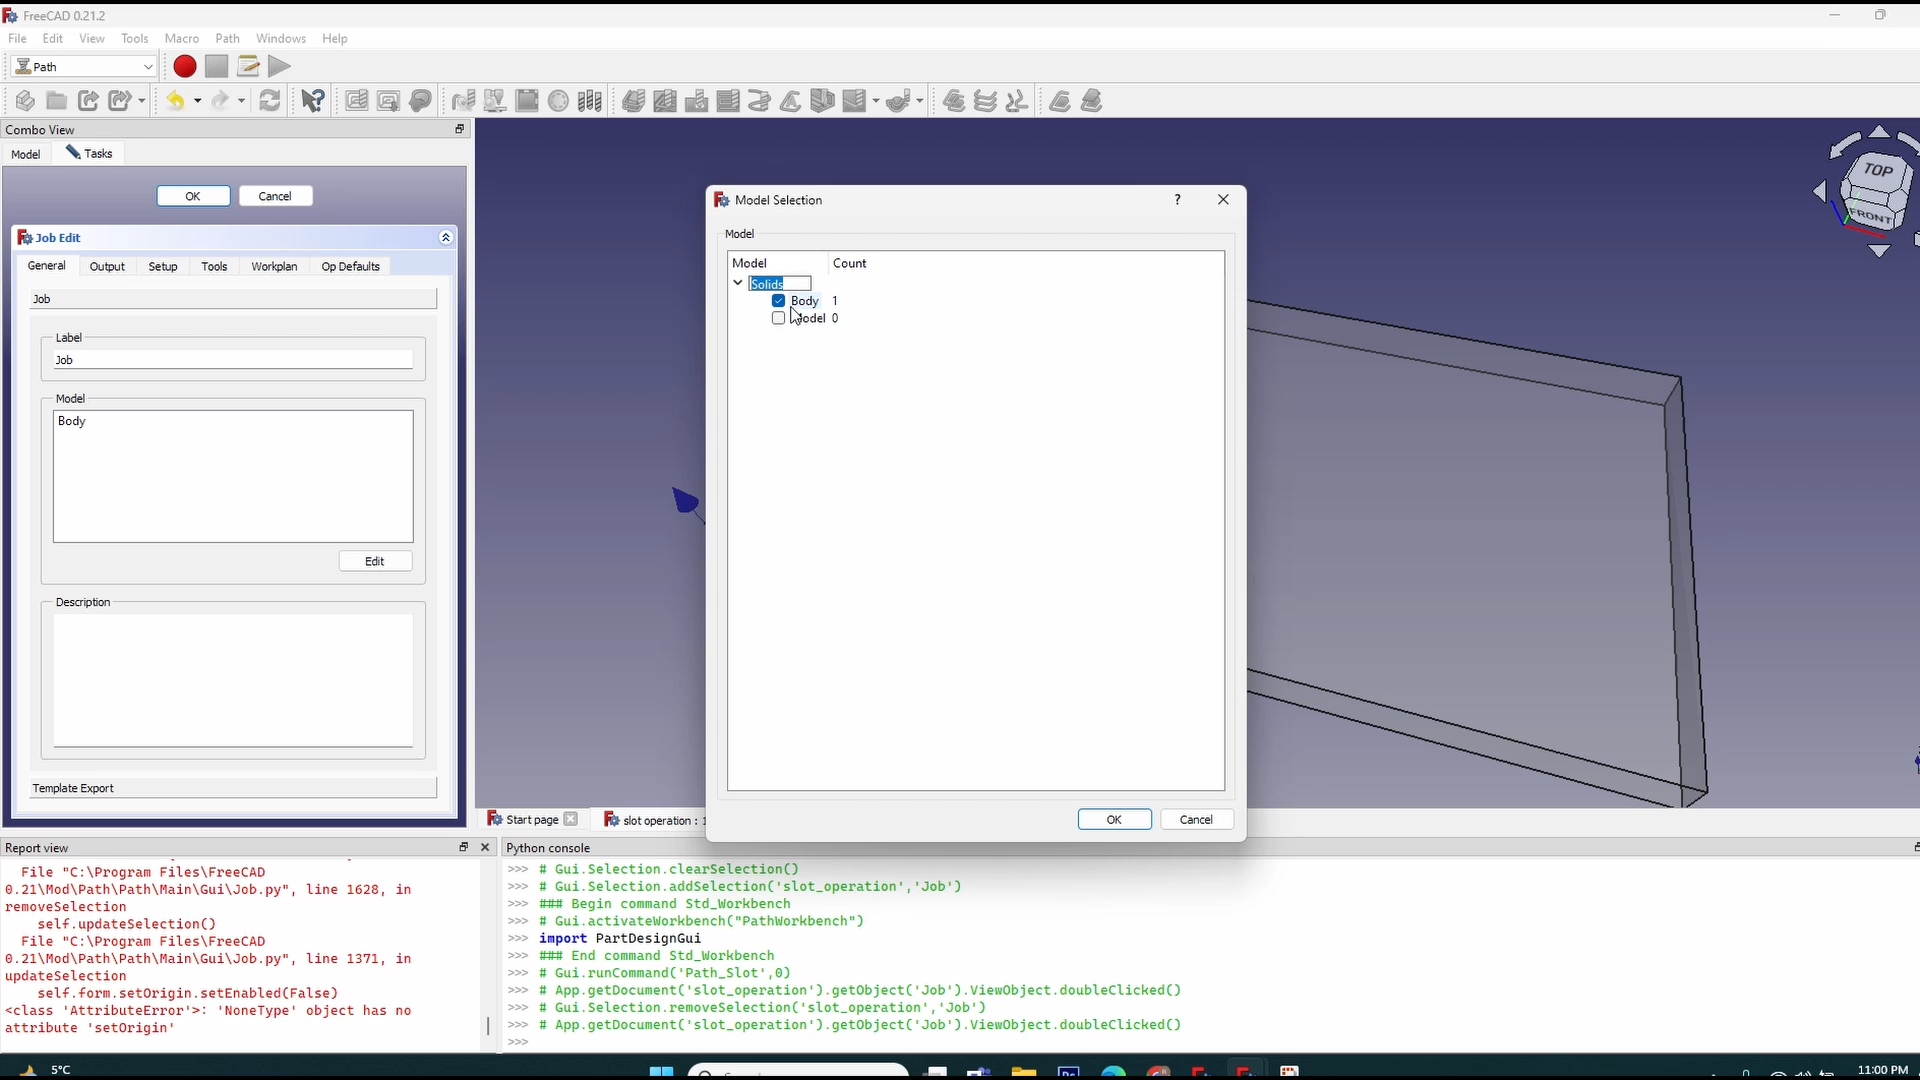 FreeCAD 0.21.2
File Edit View Tools Macro Path Windows Help
Path
Combo View
Model Tasks
OK Cancel
Job Edit
General Output Setup Tools Workplan Op Defaults
Job
Label
Job
Model
Body
Edit
Description
Template Export
TOP
FRONT
Model Selection ?
Model
Model Count
Solids
Body 1
Model 0
OK Cancel
Start page
slot operation : 1
Report view
File "C:\Program Files\FreeCAD
0.21\Mod\Path\Path\Main\Gui\Job.py", line 1628, in
removeSelection
self.updateSelection()
File "C:\Program Files\FreeCAD
0.21\Mod\Path\Path\Main\Gui\Job.py", line 1371, in
updateSelection
self.form.setOrigin.setEnabled(False)
<class 'AttributeError'>: 'NoneType' object has no
attribute 'setOrigin'
Python console
>>> # Gui.Selection.clearSelection()
>>> # Gui.Selection.addSelection('slot_operation','Job')
>>> ### Begin command Std_Workbench
>>> # Gui.activateWorkbench("PathWorkbench")
>>> import PartDesignGui
>>> ### End command Std_Workbench
>>> # Gui.runCommand('Path_Slot',0)
>>> # App.getDocument('slot_operation').getObject('Job').ViewObject.doubleClicked()
>>> # Gui.Selection.removeSelection('slot_operation','Job')
>>> # App.getDocument('slot_operation').getObject('Job').ViewObject.doubleClicked()
>>>
5°C
11:00 PM